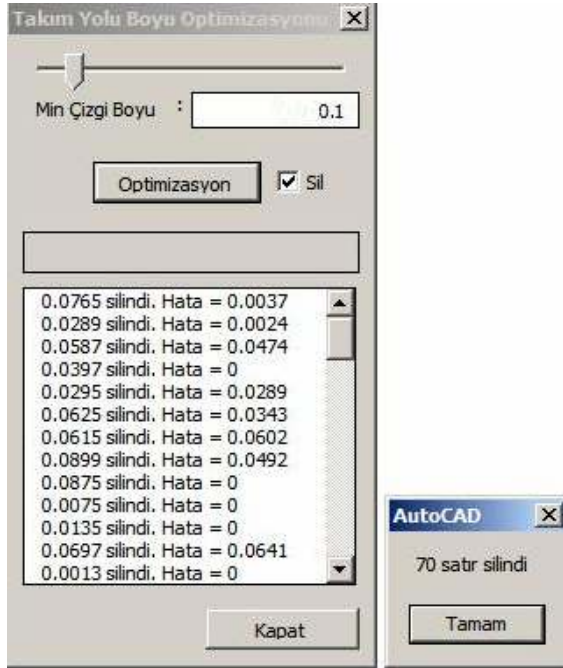 Takım Yolu Boyu Optimizasyonu
Min Çizgi Boyu : 0.1
Optimizasyon Sil
0.0765 silindi. Hata = 0.0037
0.0289 silindi. Hata = 0.0024
0.0587 silindi. Hata = 0.0474
0.0397 silindi. Hata = 0
0.0295 silindi. Hata = 0.0289
0.0625 silindi. Hata = 0.0343
0.0615 silindi. Hata = 0.0602
0.0899 silindi. Hata = 0.0492
0.0875 silindi. Hata = 0
0.0075 silindi. Hata = 0
0.0135 silindi. Hata = 0
0.0697 silindi. Hata = 0.0641
0.0013 silindi. Hata = 0
Kapat
AutoCAD
70 satır silindi
Tamam